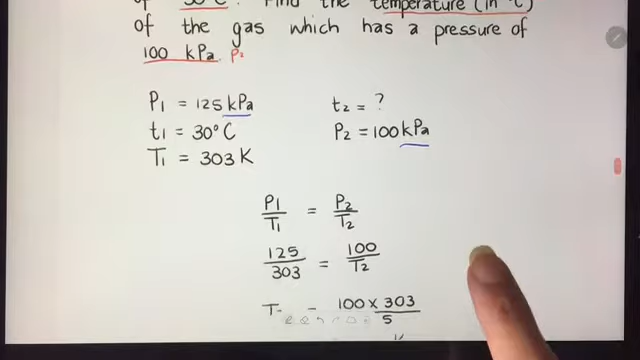 of 30°C. Find the temperature (in °C)
of the gas which has a pressure of
100 kPa. P2
P1 = 125 kPa
t2 = ?
t1 = 30°C
P2 = 100 kPa
T1 = 303 K
P1/T1 = P2/T2
125/303 = 100/T2
100 × 303
5
K